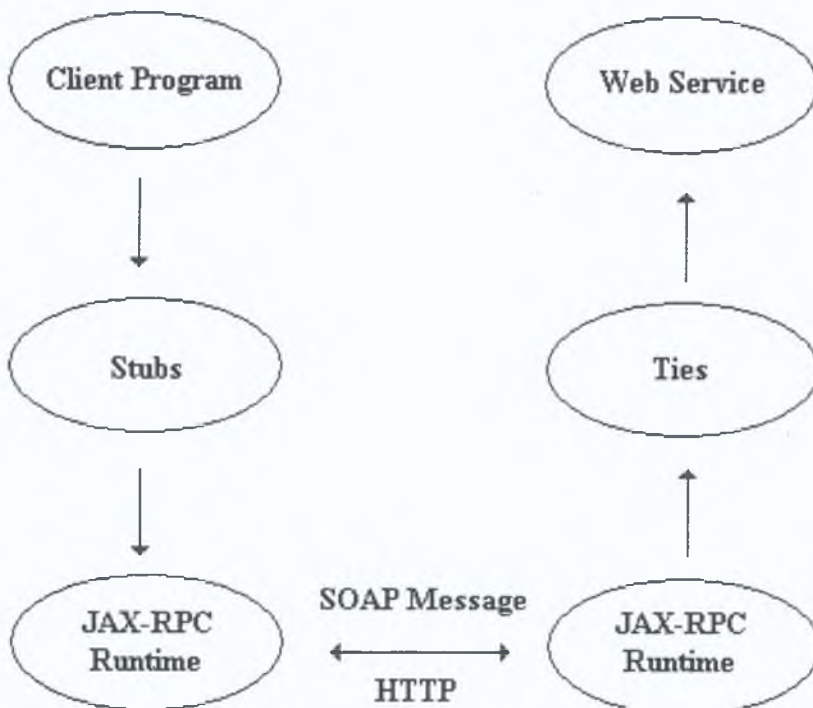 Client Program
Web Service
Stubs
Ties
JAX-RPC
Runtime
SOAP Message
HTTP
JAX-RPC
Runtime